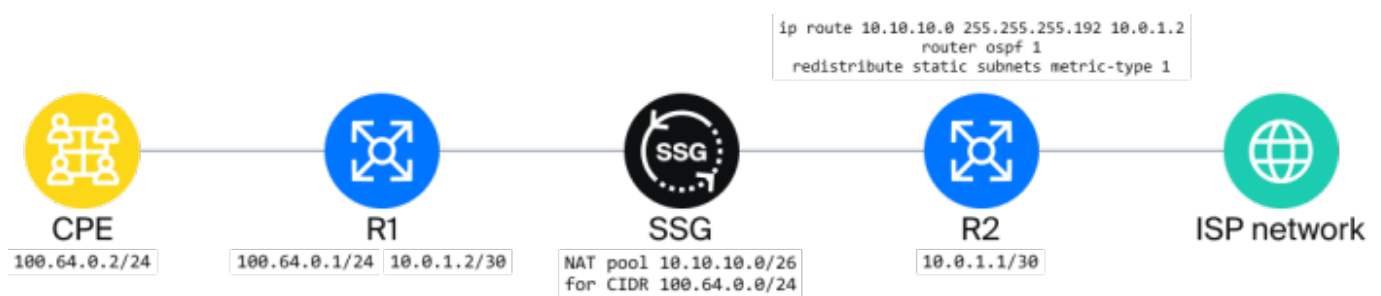 ip route 10.10.10.0 255.255.255.192 10.0.1.2
router ospf 1
redistribute static subnets metric-type 1
SSG
CPE
R1
SSG
R2
ISP network
100.64.0.2/24
100.64.0.1/24
10.0.1.2/30
NAT pool 10.10.10.0/26
for CIDR 100.64.0.0/24
10.0.1.1/30